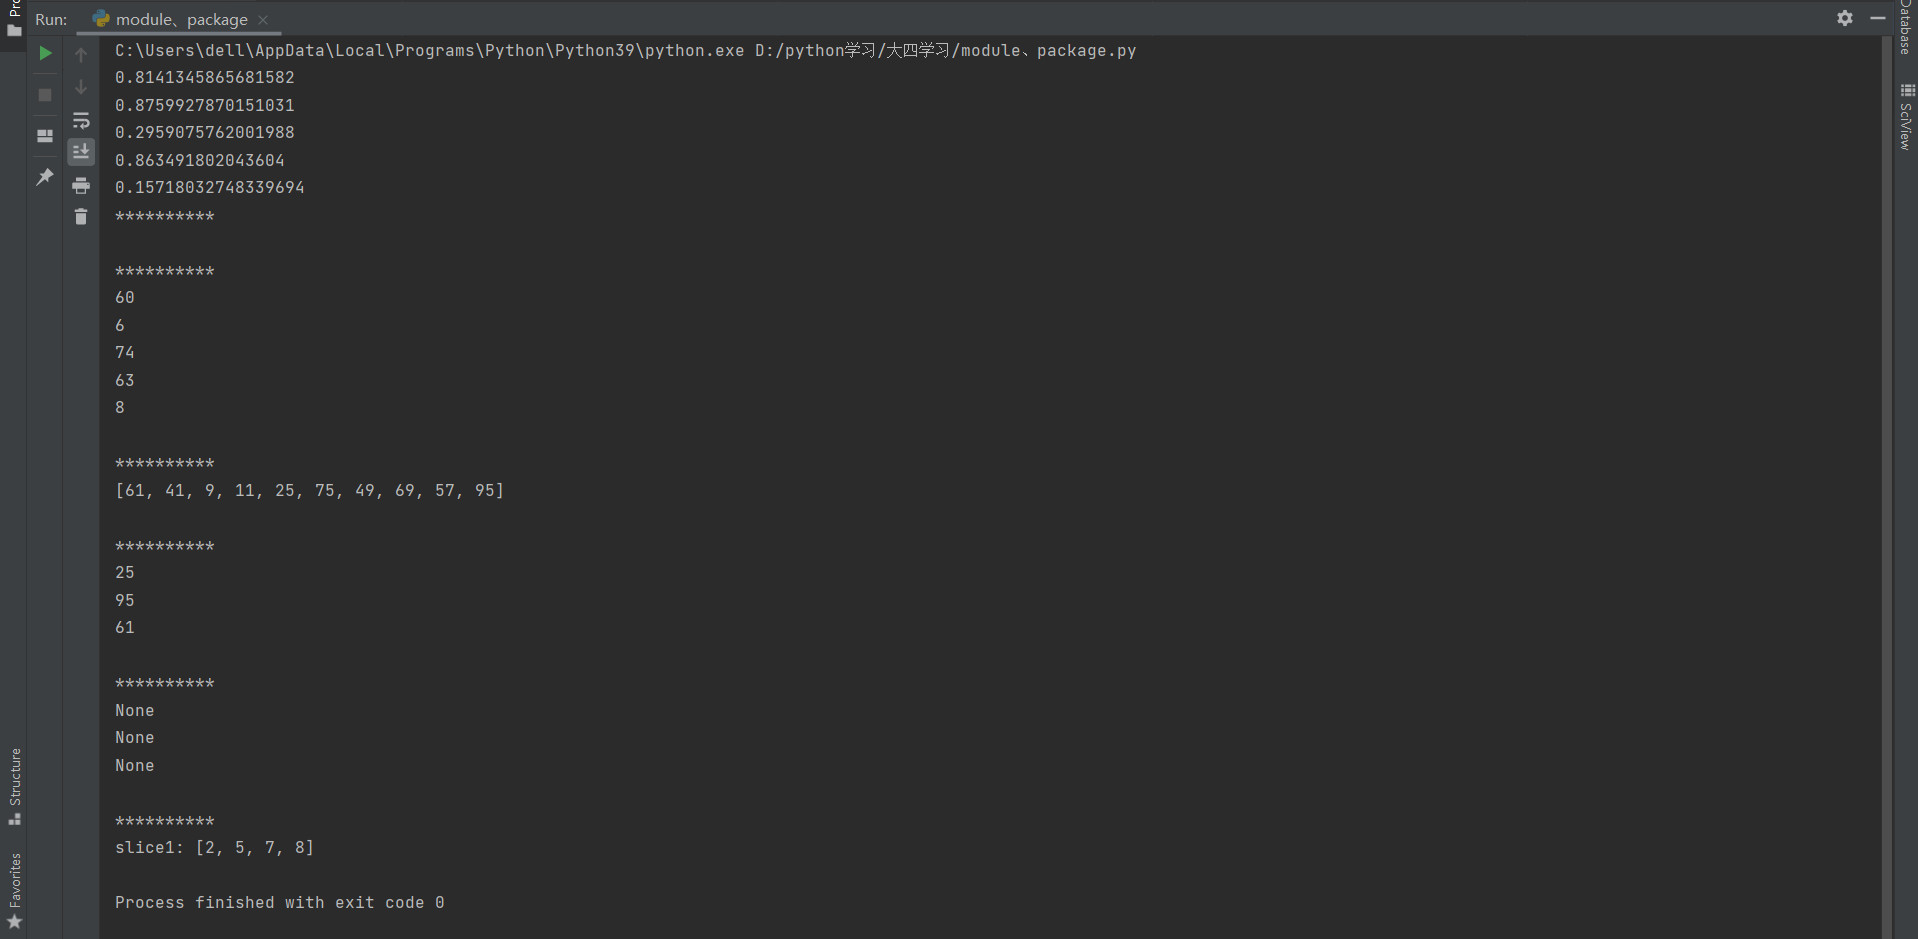 Run:
module、package
C:\Users\dell\AppData\Local\Programs\Python\Python39\python.exe D:/python学习/大四学习/module、package.py
0.8141345865681582
0.8759927870151031
0.2959075762001988
0.863491802043604
0.15718032748339694
**********
**********
60
6
74
63
8
**********
[61, 41, 9, 11, 25, 75, 49, 69, 57, 95]
**********
25
95
61
**********
None
None
None
**********
slice1: [2, 5, 7, 8]
Process finished with exit code 0
Structure
Favorites
Database
SciView